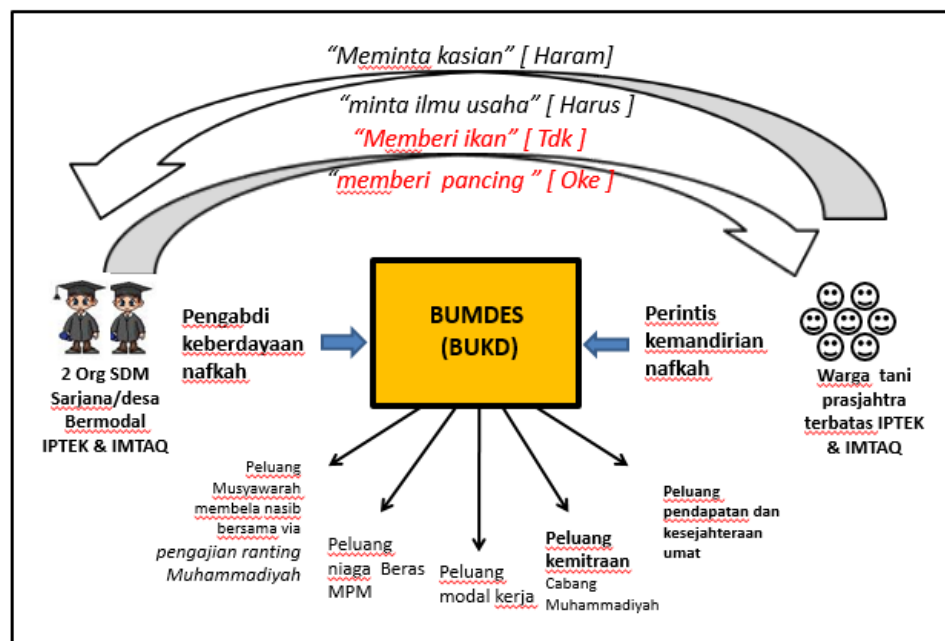 “Meminta kasian” [ Haram]
“minta ilmu usaha” [ Harus ]
“Memberi ikan” [ Tdk ]
“memberi pancing ” [ Oke ]
2 Org SDM
Sarjana/desa
Bermodal
IPTEK & IMTAQ
Pengabdi
keberdayaan
nafkah
BUMDES
(BUKD)
Perintis
kemandirian
nafkah
Warga tani
prasjahtra
terbatas IPTEK
& IMTAQ
Peluang
Musyawarah
membela nasib
bersama via
pengajian ranting
Muhammadiyah
Peluang
niaga Beras
MPM
Peluang
modal kerja
Peluang
kemitraan
Cabang
Muhammadiyah
Peluang
pendapatan dan
kesejahteraan
umat